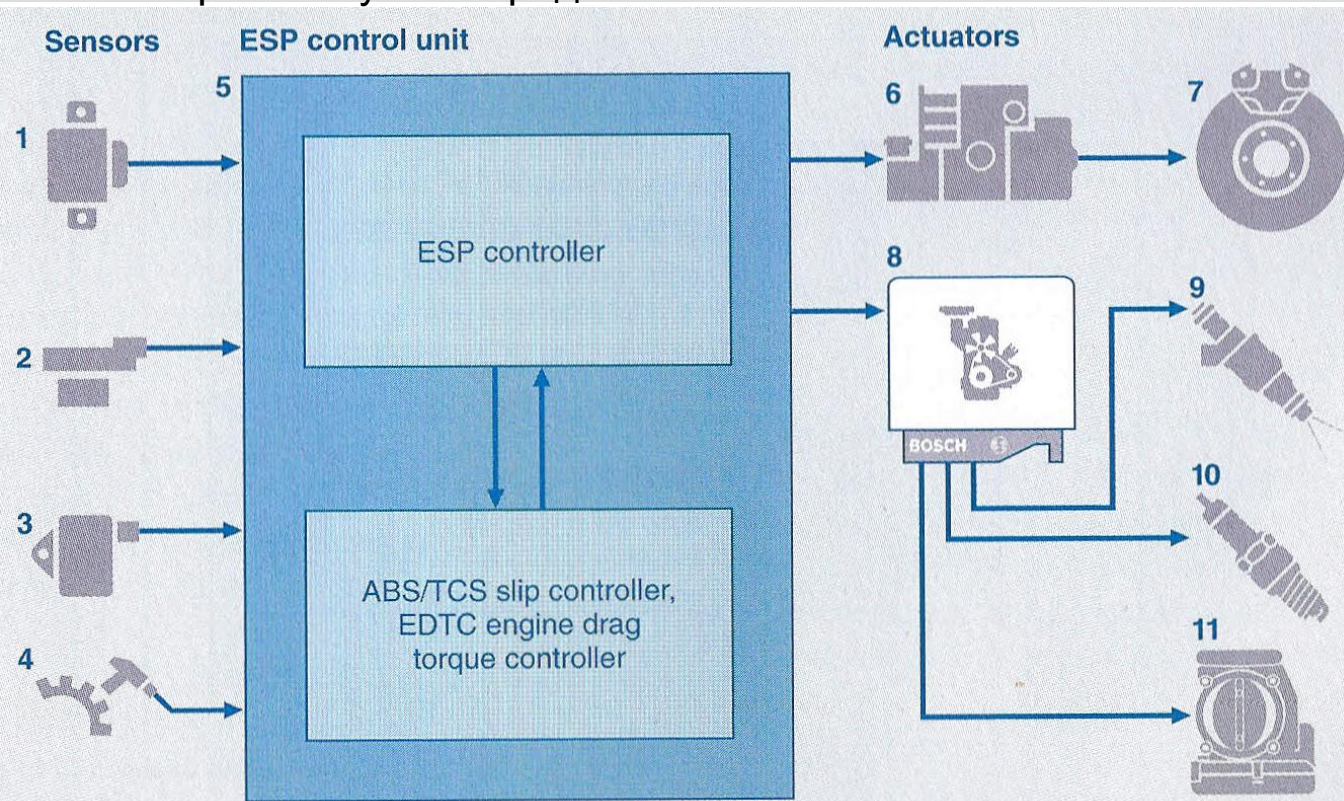 Sensors
ESP control unit
Actuators
1
2
3
4
5
ESP controller
ABS/TCS slip controller,
EDTC engine drag
torque controller
6
7
8
BOSCH
9
10
11